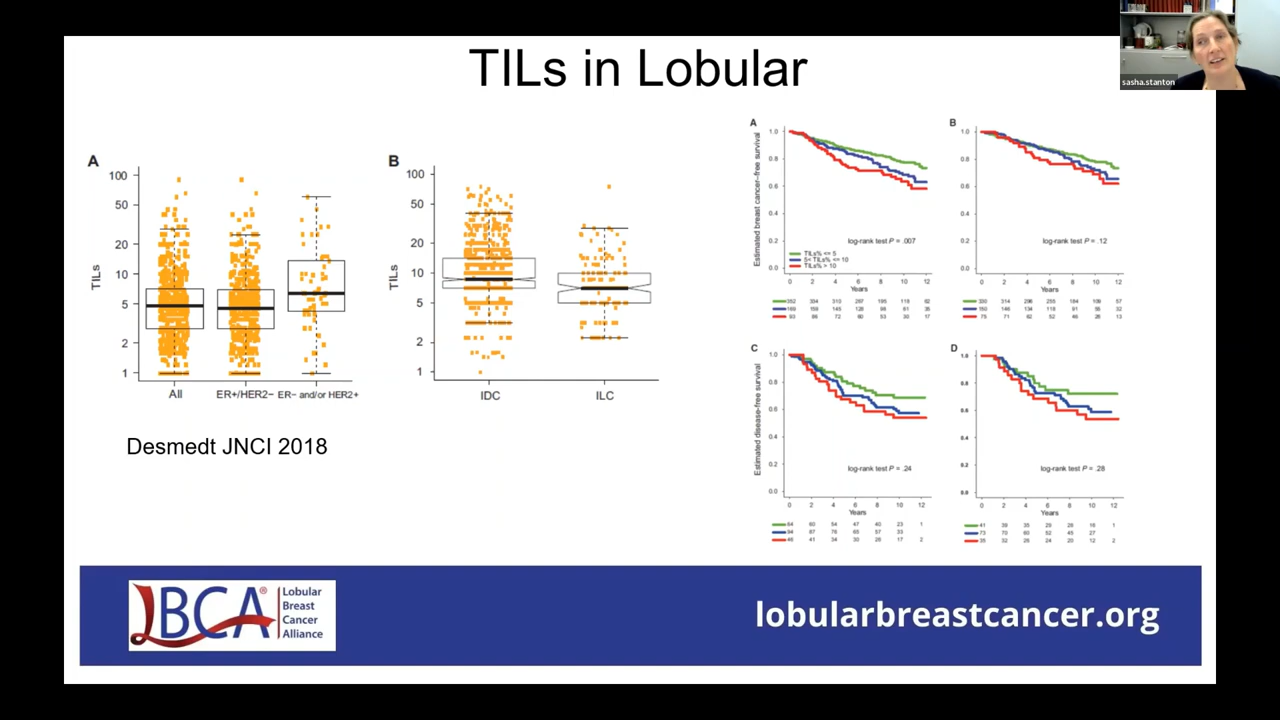 TILs in Lobular
sasha.stanton
A
TILs
100
50
20
10
5
2
1
All
ER+/HER2−
ER− and/or HER2+
B
TILs
100
50
20
10
5
2
1
IDC
ILC
Desmedt JNCI 2018
A
Estimated breast cancer–free survival
1.0
0.8
0.6
0.4
0.2
0.0
log-rank test P = .007
TILs% <= 5
5< TILs% <= 10
TILs% > 10
0 2 4 6 8 10 12
Years
B
1.0
0.8
0.6
0.4
0.2
0.0
log-rank test P = .12
0 2 4 6 8 10 12
Years
C
Estimated disease-free survival
1.0
0.8
0.6
0.4
0.2
0.0
log-rank test P = .24
0 2 4 6 8 10 12
Years
D
1.0
0.8
0.6
0.4
0.2
0.0
log-rank test P = .28
0 2 4 6 8 10 12
Years
LBCA®
Lobular
Breast
Cancer
Alliance
lobularbreastcancer.org